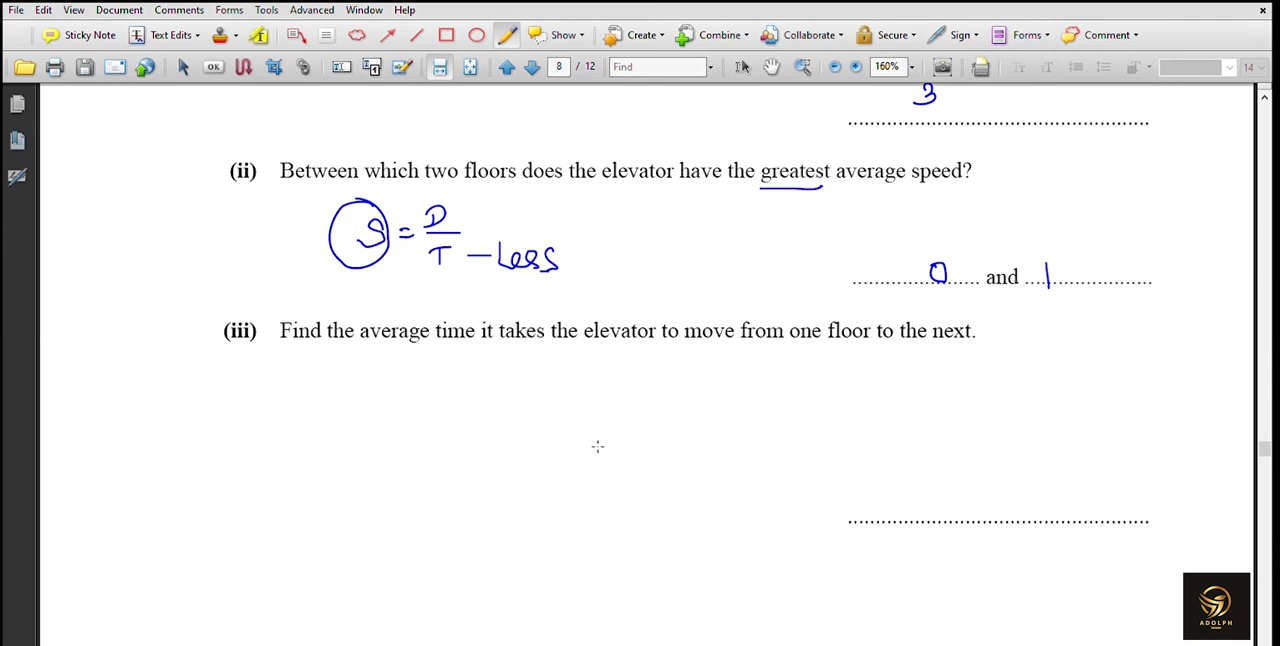 File Edit View Document Comments Forms Tools Advanced Window Help ×
Sticky Note Text Edits Show Create Combine Collaborate Secure Sign Forms Comment
OK 8 / 12 Find 160% 14
3
(ii) Between which two floors does the elevator have the greatest average speed?
S = D
T – Less
0 and 1
(iii) Find the average time it takes the elevator to move from one floor to the next.
ADOLPH